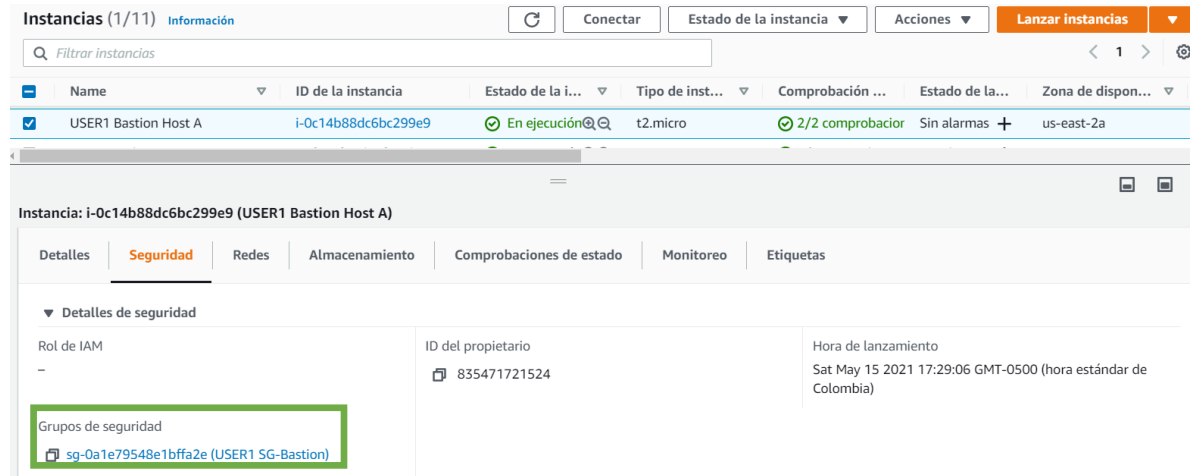 Instancias (1/11) Información Conectar Estado de la instancia Acciones Lanzar instancias
Filtrar instancias 1
Name ID de la instancia Estado de la i... Tipo de inst... Comprobación ... Estado de la... Zona de dispon...
USER1 Bastion Host A i-0c14b88dc6bc299e9 En ejecución t2.micro 2/2 comprobacior Sin alarmas us-east-2a
Instancia: i-0c14b88dc6bc299e9 (USER1 Bastion Host A)
Detalles Seguridad Redes Almacenamiento Comprobaciones de estado Monitoreo Etiquetas
Detalles de seguridad
Rol de IAM ID del propietario Hora de lanzamiento
– 835471721524 Sat May 15 2021 17:29:06 GMT-0500 (hora estándar de
Colombia)
Grupos de seguridad
sg-0a1e79548e1bffa2e (USER1 SG-Bastion)